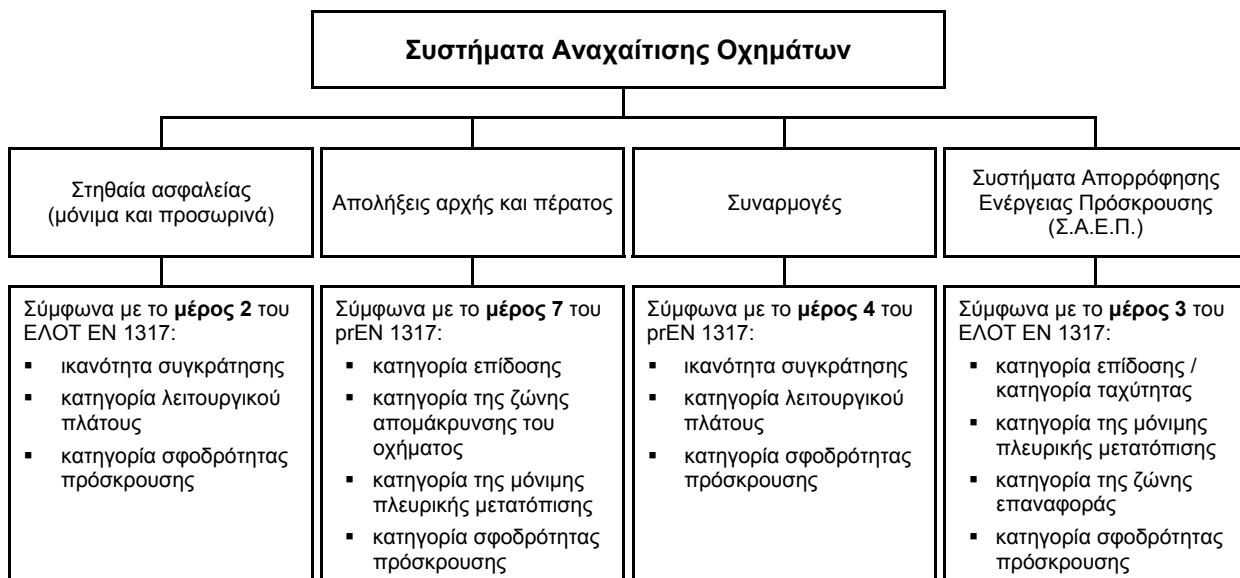 Συστήματα Αναχαίτισης Οχημάτων
Στηθαία ασφαλείας
(μόνιμα και προσωρινά)
Απολήξεις αρχής και πέρατος
Συναρμογές
Συστήματα Απορρόφησης
Ενέργειας Πρόσκρουσης
(Σ.Α.Ε.Π.)
Σύμφωνα με το μέρος 2 του
ΕΛΟΤ ΕΝ 1317:
▪ ικανότητα συγκράτησης
▪ κατηγορία λειτουργικού
πλάτους
▪ κατηγορία σφοδρότητας
πρόσκρουσης
Σύμφωνα με το μέρος 7 του
prEN 1317:
▪ κατηγορία επίδοσης
▪ κατηγορία της ζώνης
απομάκρυνσης του
οχήματος
▪ κατηγορία της μόνιμης
πλευρικής μετατόπισης
▪ κατηγορία σφοδρότητας
πρόσκρουσης
Σύμφωνα με το μέρος 4 του
prEN 1317:
▪ ικανότητα συγκράτησης
▪ κατηγορία λειτουργικού
πλάτους
▪ κατηγορία σφοδρότητας
πρόσκρουσης
Σύμφωνα με το μέρος 3 του
ΕΛΟΤ ΕΝ 1317:
▪ κατηγορία επίδοσης /
κατηγορία ταχύτητας
▪ κατηγορία της μόνιμης
πλευρικής μετατόπισης
▪ κατηγορία της ζώνης
επαναφοράς
▪ κατηγορία σφοδρότητας
πρόσκρουσης